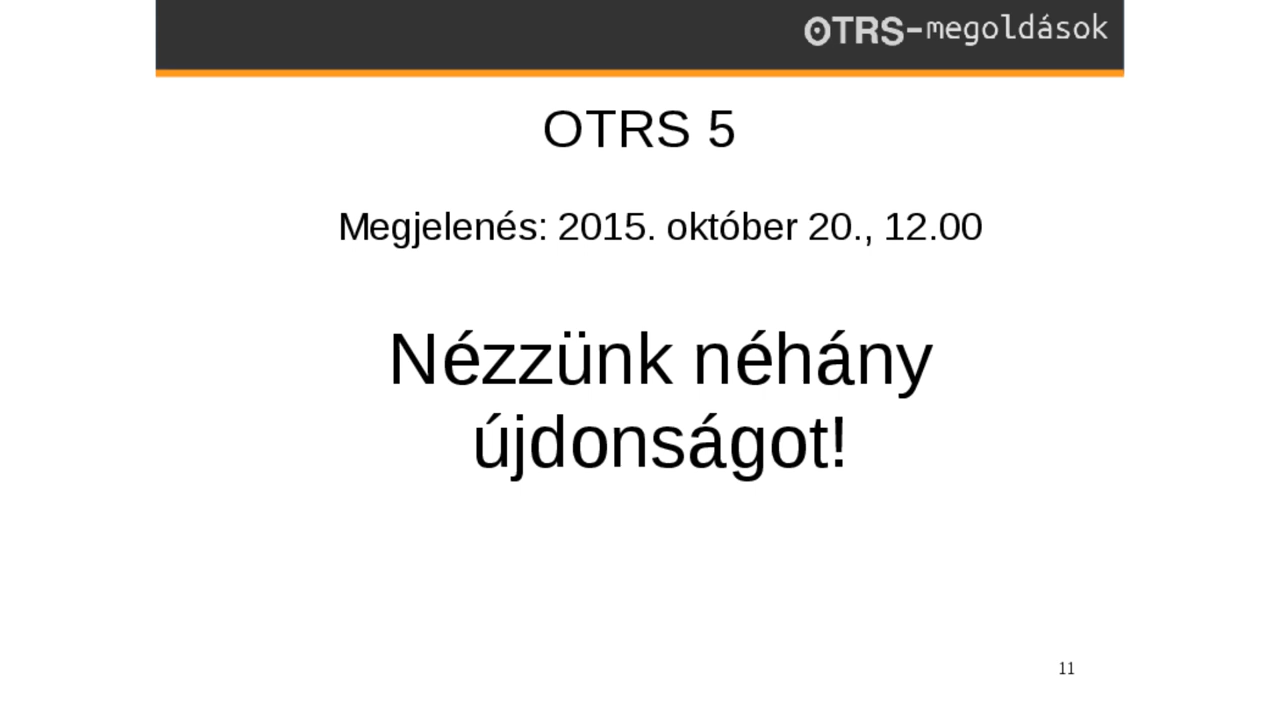 OTRS-megoldások
OTRS 5
Megjelenés: 2015. október 20., 12.00
Nézzünk néhány
újdonságot!
11